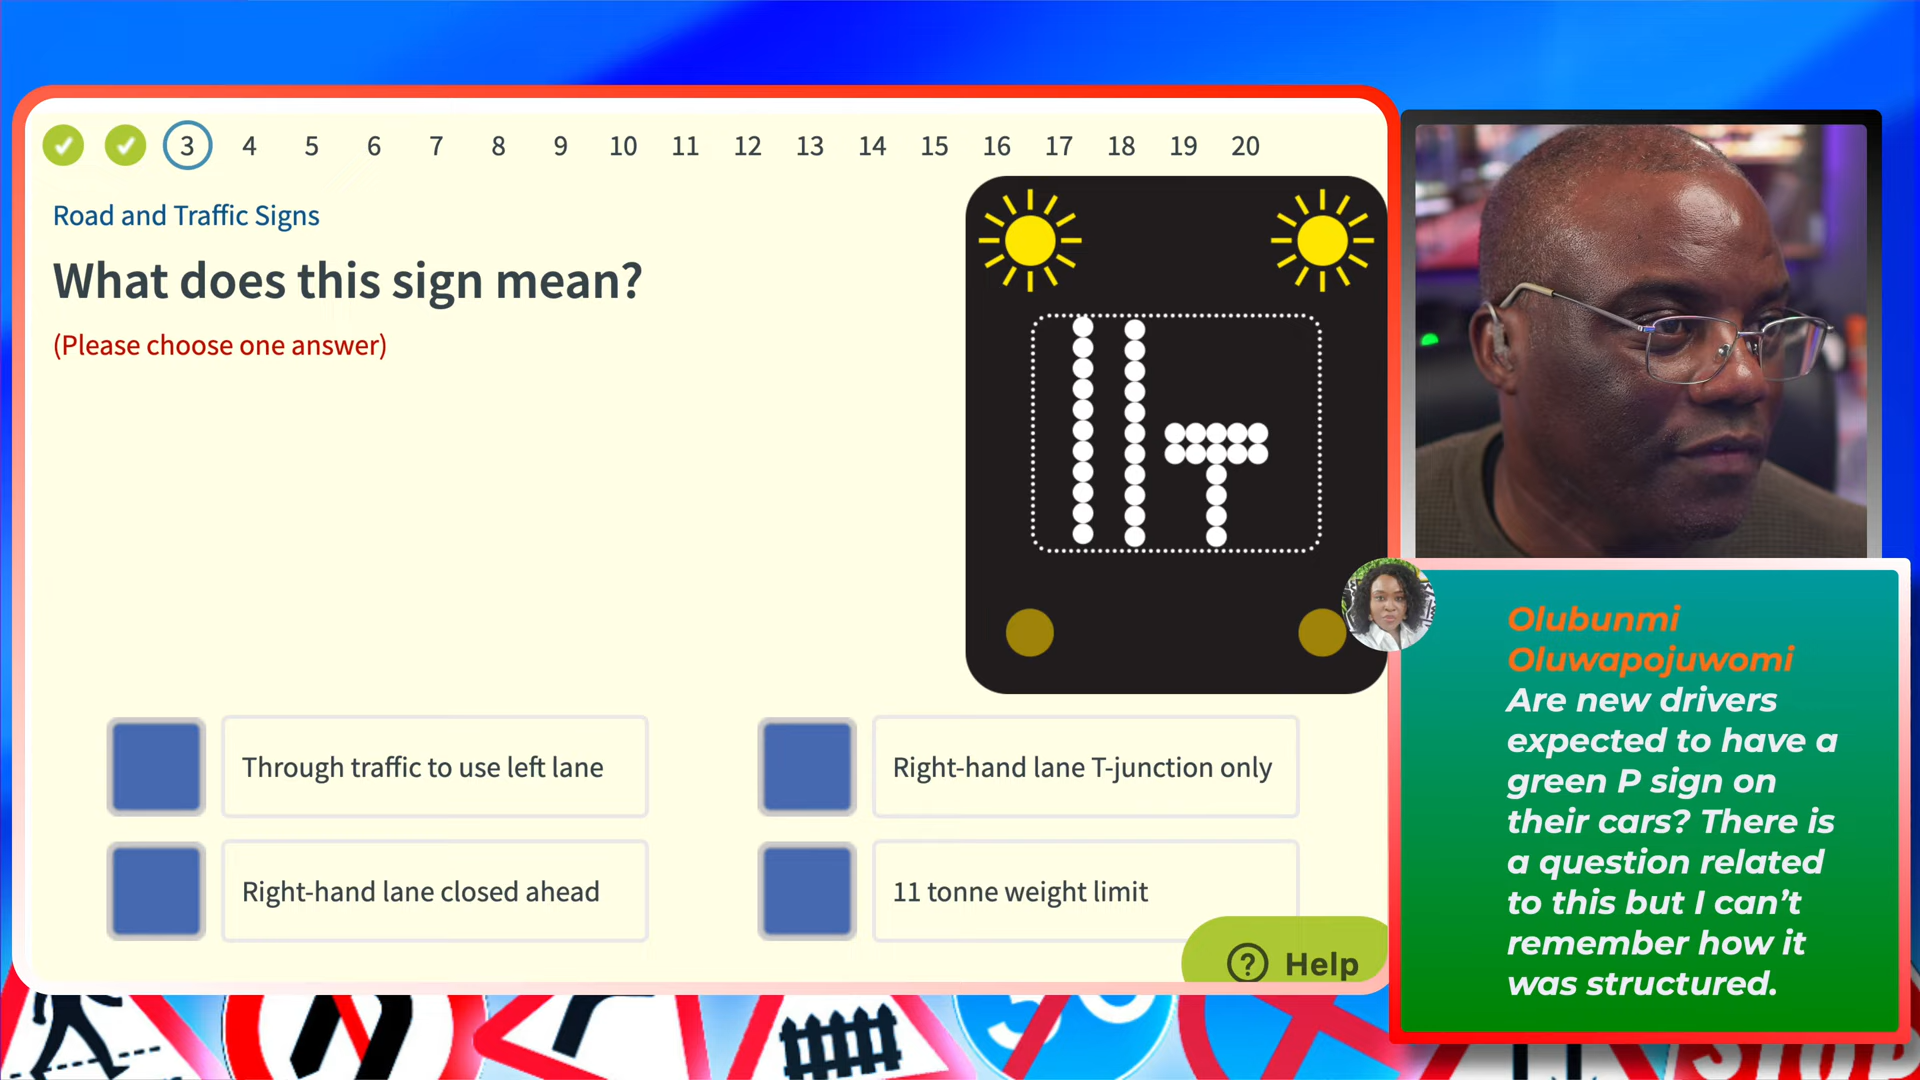 3 4 5 6 7 8 9 10 11 12 13 14 15 16 17 18 19 20
Road and Traffic Signs
What does this sign mean?
(Please choose one answer)
Through traffic to use left lane
Right-hand lane T-junction only
Right-hand lane closed ahead
11 tonne weight limit
? Help
Olubunmi
Oluwapojuwomi
Are new drivers
expected to have a
green P sign on
their cars? There is
a question related
to this but I can't
remember how it
was structured.
STOP